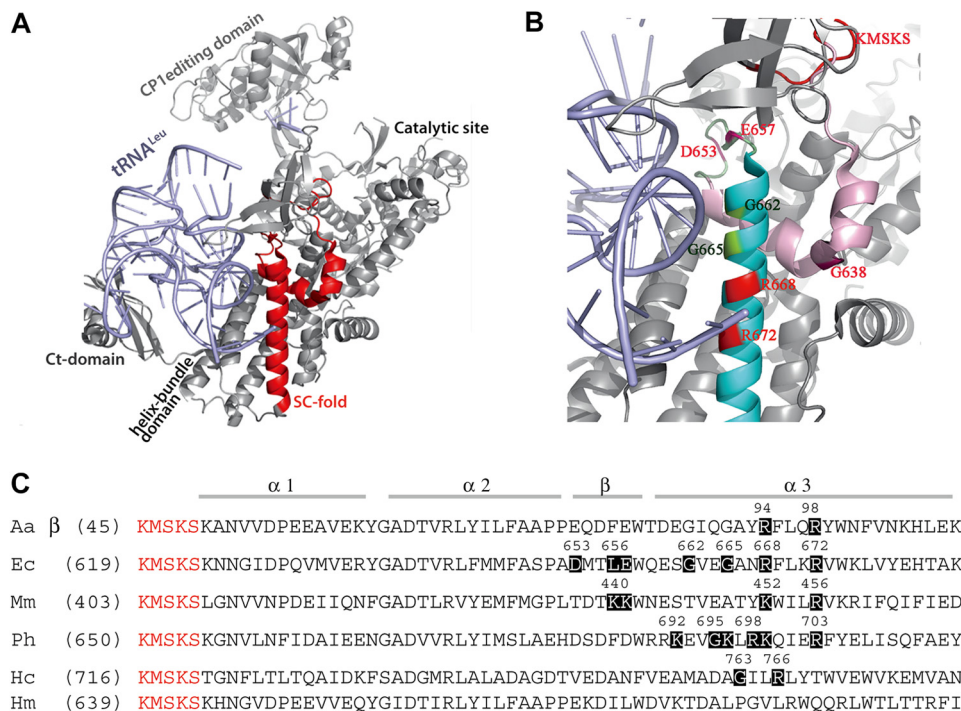 A
CP1editing domain
tRNALeu
Catalytic site
Ct-domain
helix-bundle
domain
SC-fold
B
KMSKS
E657
D653
G662
G665
G638
R668
R672
C
α 1 α 2 β α 3
94 98
Aa β (45) KMSKSKANVVDPEEAVEKYGADTVRLYILFAAPPEQDFEWTDEGIQGAYRFLQRYWNFVNKHLEK
653 656 662 665 668 672
Ec (619) KMSKSKNNGIDPQVMVERYGADTVRLFMMFASPADMTLEWQESGVEGANRFLKRVWKLVYEHTAK
440 452 456
Mm (403) KMSKSLGNVVNPDEIIQNFGADTLRVYEMFMGPLTDTKKWNESTVEATYKWILRVKRIFQIFIED
692 695 698 703
Ph (650) KMSKSKGNVLNFIDAIEENGADVVRLYIMSLAEHDSDFDWRRKEVGKLRKQIERFYELISQFAEY
763 766
Hc (716) KMSKSTGNFLTLTQAIDKFSADGMRLALADAGDTVEDANFVEAMADAGILRLYTWVEWVKEMVAN
Hm (639) KMSKSKHNGVDPEEIVGEYGADTARLFTLFAAHPEKDILWDVKTDALPGVLRWQQRLWTLTTRFI